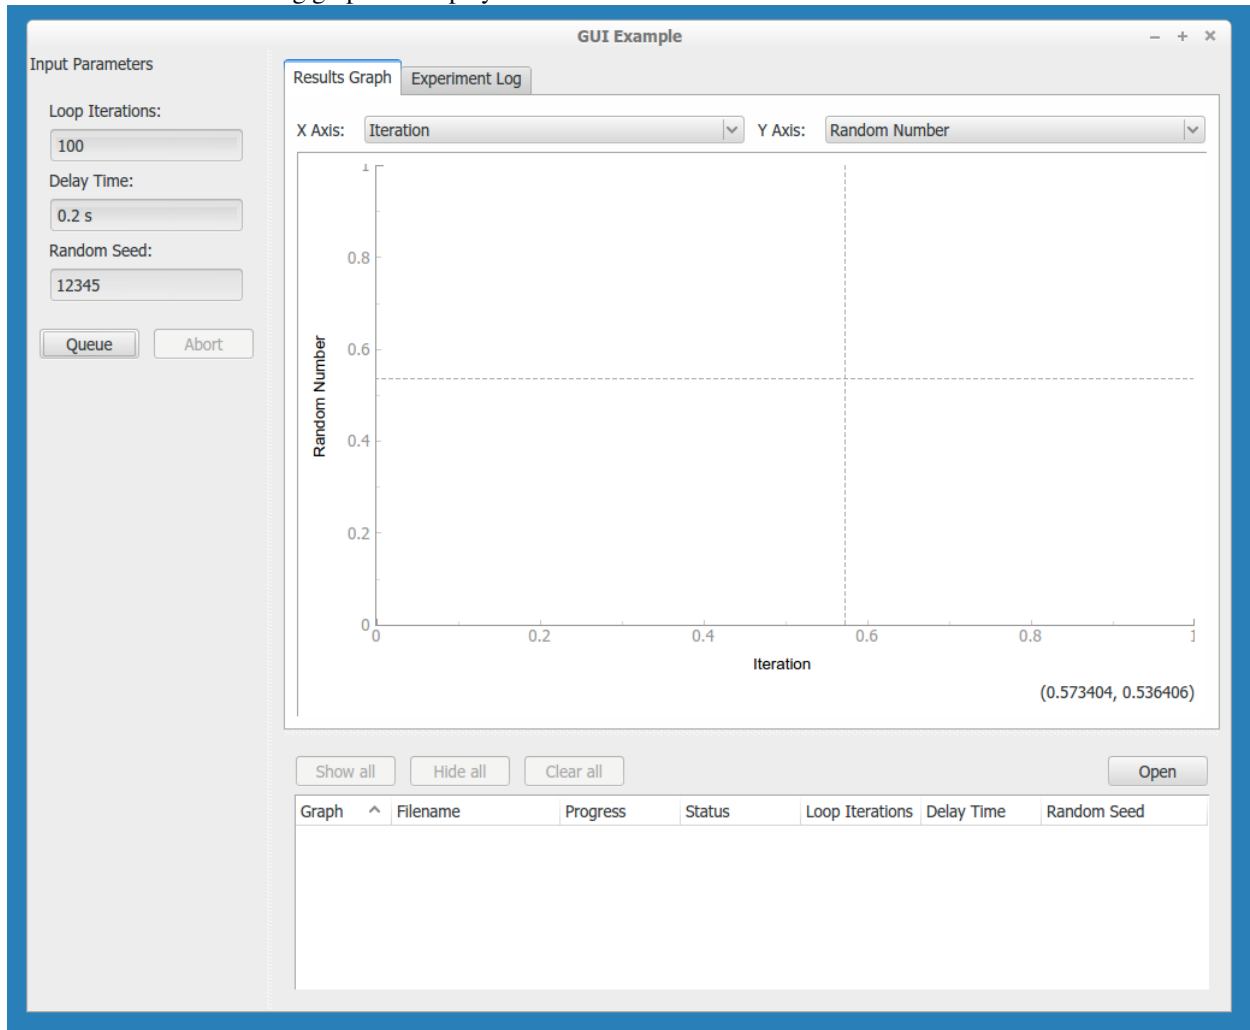 GUI Example
Input Parameters
Loop Iterations:
100
Delay Time:
0.2 s
Random Seed:
12345
Queue Abort
Results Graph Experiment Log
X Axis: Iteration Y Axis: Random Number
1
0.8
0.6
0.4
0.2
0
Random Number
0 0.2 0.4 0.6 0.8 1
Iteration
(0.573404, 0.536406)
Show all Hide all Clear all Open
Graph Filename Progress Status Loop Iterations Delay Time Random Seed